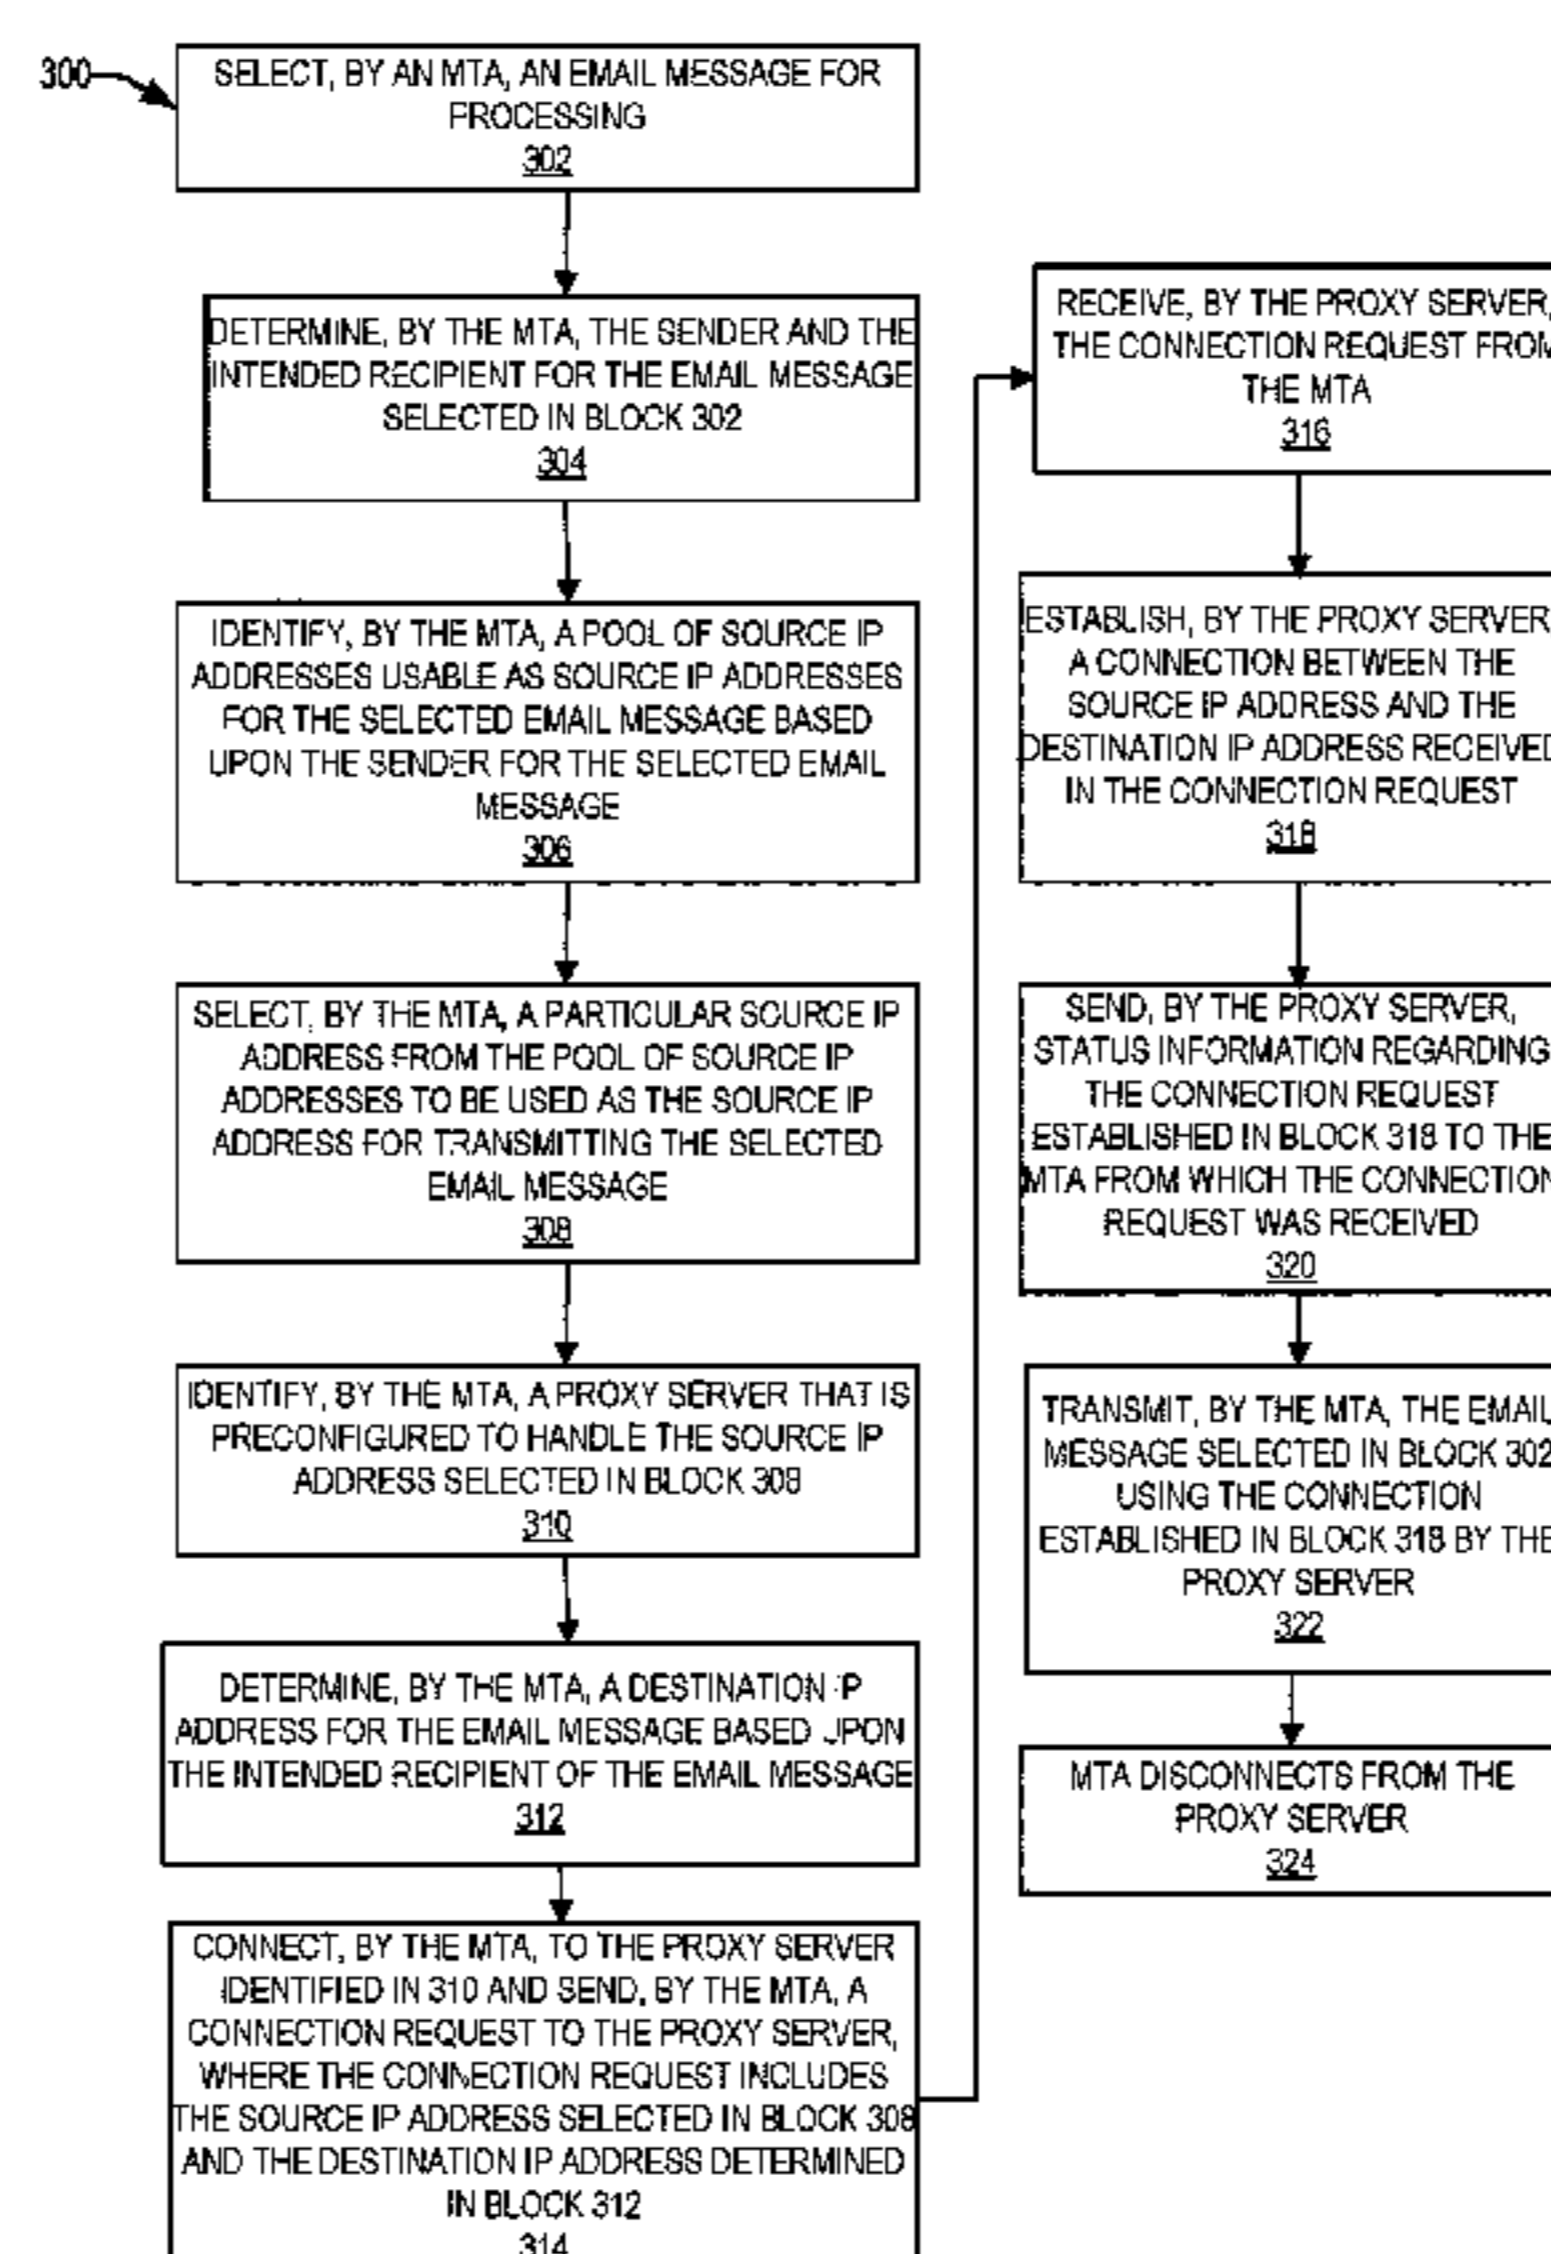 300
SELECT, BY AN MTA, AN EMAIL MESSAGE FOR
PROCESSING
302
DETERMINE, BY THE MTA, THE SENDER AND THE
INTENDED RECIPIENT FOR THE EMAIL MESSAGE
SELECTED IN BLOCK 302
304
IDENTIFY, BY THE MTA, A POOL OF SOURCE IP
ADDRESSES USABLE AS SOURCE IP ADDRESSES
FOR THE SELECTED EMAIL MESSAGE BASED
UPON THE SENDER FOR THE SELECTED EMAIL
MESSAGE
306
SELECT, BY THE MTA, A PARTICULAR SOURCE IP
ADDRESS FROM THE POOL OF SOURCE IP
ADDRESSES TO BE USED AS THE SOURCE IP
ADDRESS FOR TRANSMITTING THE SELECTED
EMAIL MESSAGE
308
IDENTIFY, BY THE MTA, A PROXY SERVER THAT IS
PRECONFIGURED TO HANDLE THE SOURCE IP
ADDRESS SELECTED IN BLOCK 308
310
DETERMINE, BY THE MTA, A DESTINATION IP
ADDRESS FOR THE EMAIL MESSAGE BASED UPON
THE INTENDED RECIPIENT OF THE EMAIL MESSAGE
312
CONNECT, BY THE MTA, TO THE PROXY SERVER
IDENTIFIED IN 310 AND SEND, BY THE MTA, A
CONNECTION REQUEST TO THE PROXY SERVER,
WHERE THE CONNECTION REQUEST INCLUDES
THE SOURCE IP ADDRESS SELECTED IN BLOCK 308
AND THE DESTINATION IP ADDRESS DETERMINED
IN BLOCK 312
314
RECEIVE, BY THE PROXY SERVER,
THE CONNECTION REQUEST FROM
THE MTA
316
ESTABLISH, BY THE PROXY SERVER
A CONNECTION BETWEEN THE
SOURCE IP ADDRESS AND THE
DESTINATION IP ADDRESS RECEIVED
IN THE CONNECTION REQUEST
318
SEND, BY THE PROXY SERVER,
STATUS INFORMATION REGARDING
THE CONNECTION REQUEST
ESTABLISHED IN BLOCK 318 TO THE
MTA FROM WHICH THE CONNECTION
REQUEST WAS RECEIVED
320
TRANSMIT, BY THE MTA, THE EMAIL
MESSAGE SELECTED IN BLOCK 302
USING THE CONNECTION
ESTABLISHED IN BLOCK 318 BY THE
PROXY SERVER
322
MTA DISCONNECTS FROM THE
PROXY SERVER
324